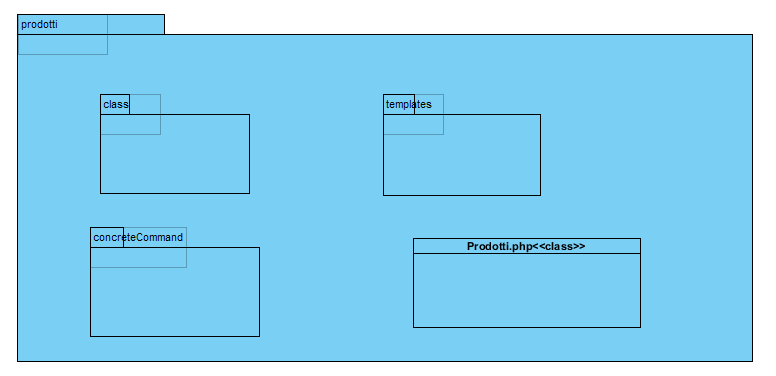 prodotti
class
templates
concreteCommand
Prodotti.php<<class>>